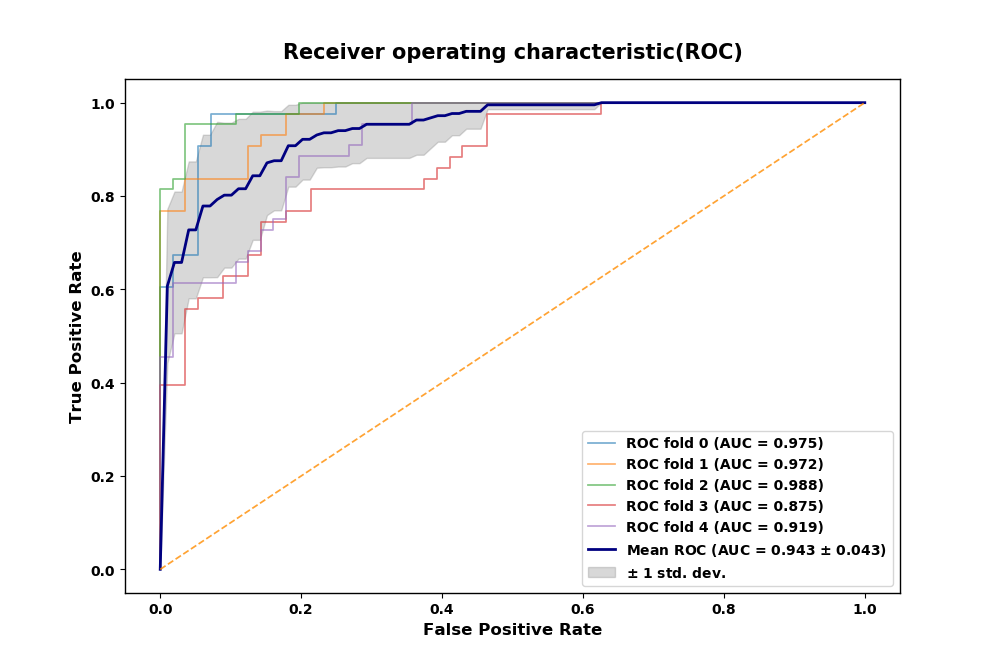 Receiver operating characteristic(ROC)
True Positive Rate
1.0
0.8
0.6
0.4
0.2
0.0
0.0 0.2 0.4 0.6 0.8 1.0
False Positive Rate
ROC fold 0 (AUC = 0.975)
ROC fold 1 (AUC = 0.972)
ROC fold 2 (AUC = 0.988)
ROC fold 3 (AUC = 0.875)
ROC fold 4 (AUC = 0.919)
Mean ROC (AUC = 0.943 ± 0.043)
± 1 std. dev.